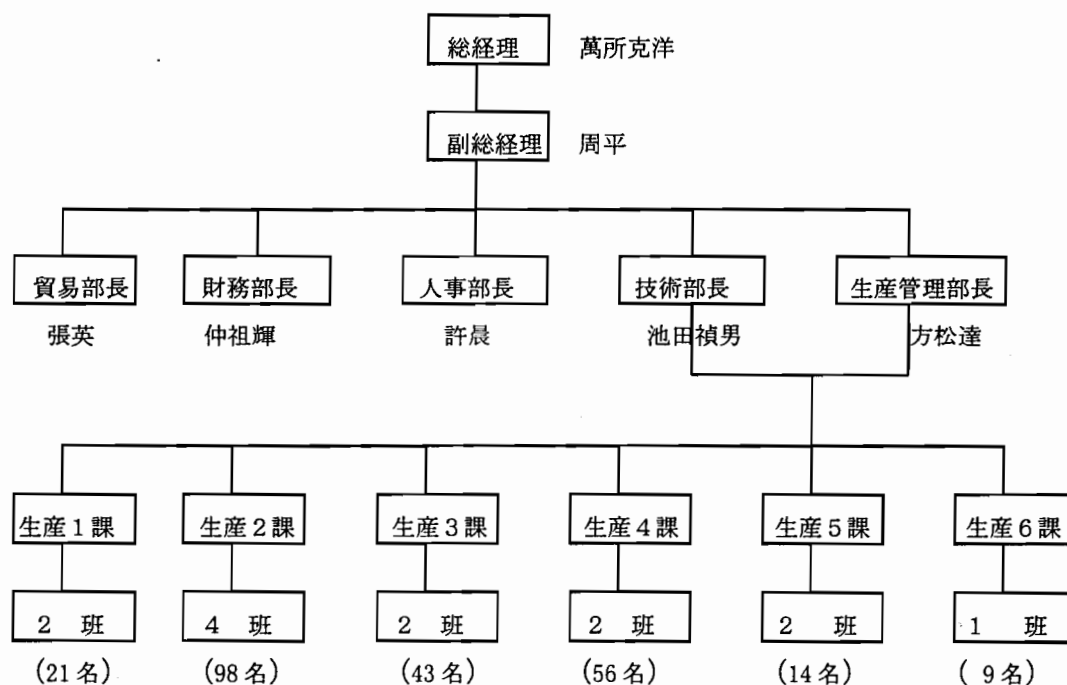 総経理 萬所克洋
副総経理 周平
貿易部長 財務部長 人事部長 技術部長 生産管理部長
張英 仲祖輝 許晨 池田禎男 方松達
生産1課 生産2課 生産3課 生産4課 生産5課 生産6課
2 班 4 班 2 班 2 班 2 班 1 班
(21名) (98名) (43名) (56名) (14名) ( 9名)